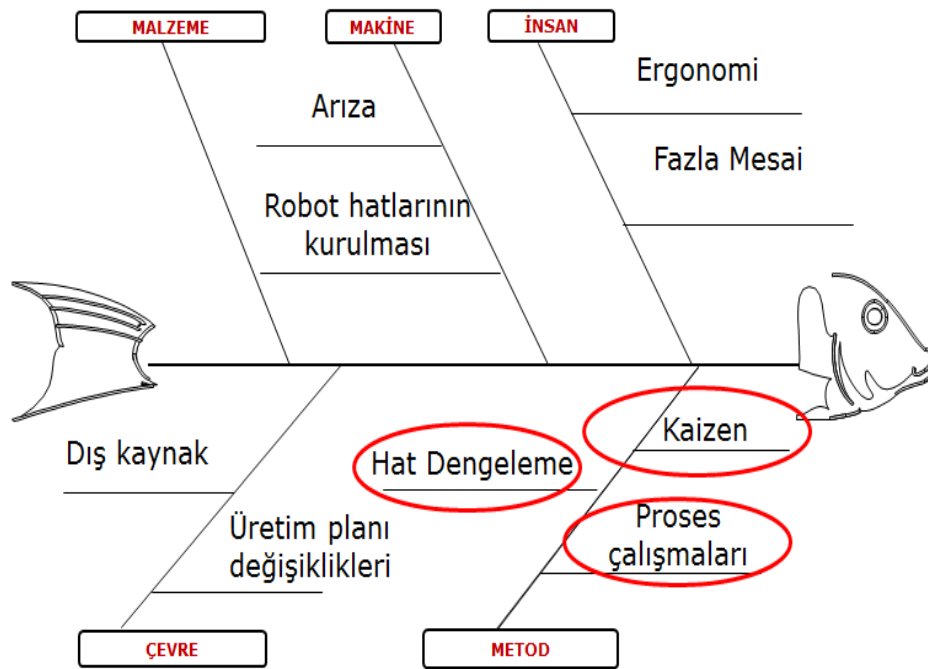 MALZEME
MAKİNE
İNSAN
Ergonomi
Arıza
Fazla Mesai
Robot hatlarının
kurulması
Kaizen
Dış kaynak
Hat Dengeleme
Üretim planı
değişiklikleri
Proses
çalışmaları
ÇEVRE
METOD